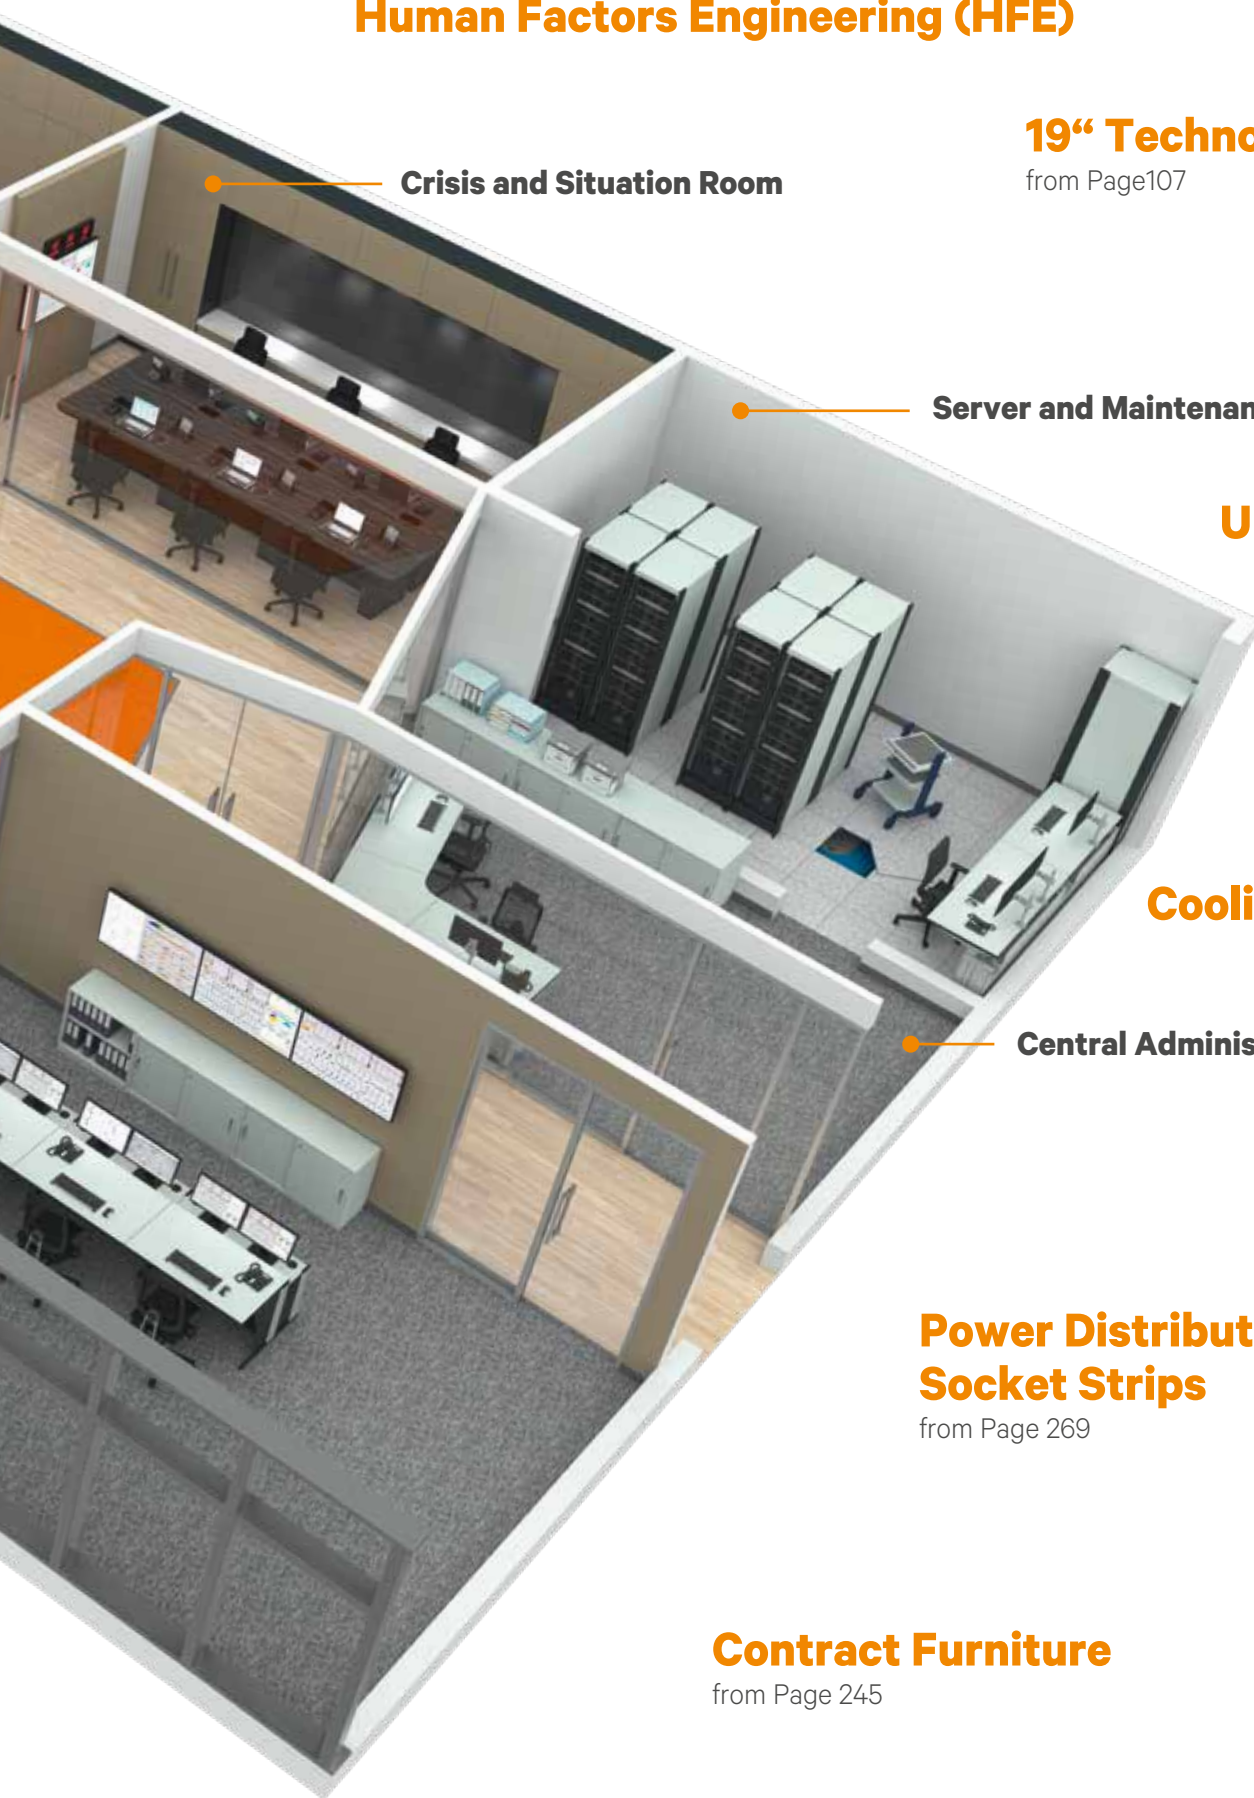 Human Factors Engineering (HFE)
19“ Techno
from Page107
Crisis and Situation Room
Server and Maintenan
U
Cooli
Central Adminis
Power Distribut
Socket Strips
from Page 269
Contract Furniture
from Page 245